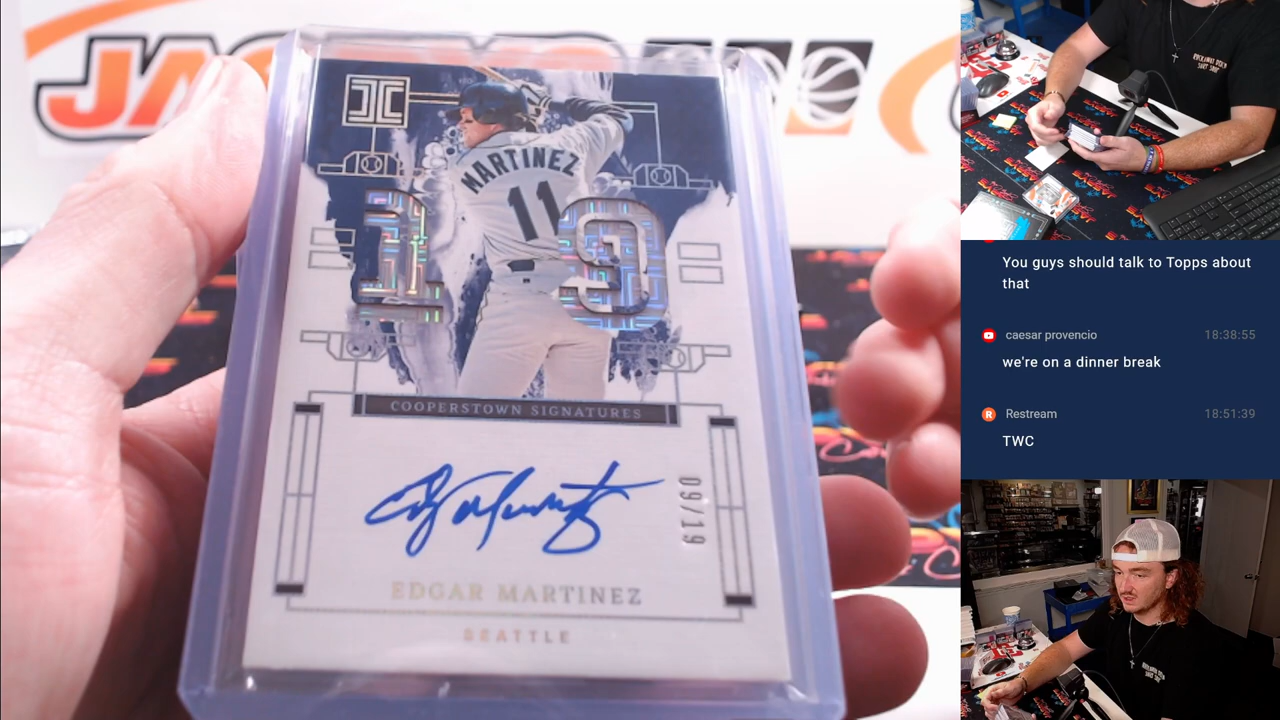 MARTINEZ
11
19
COOPERSTOWN SIGNATURES
09/19
EDGAR MARTINEZ
SEATTLE
You guys should talk to Topps about
that
caesar provencio 18:38:55
we're on a dinner break
R Restream 18:51:39
TWC